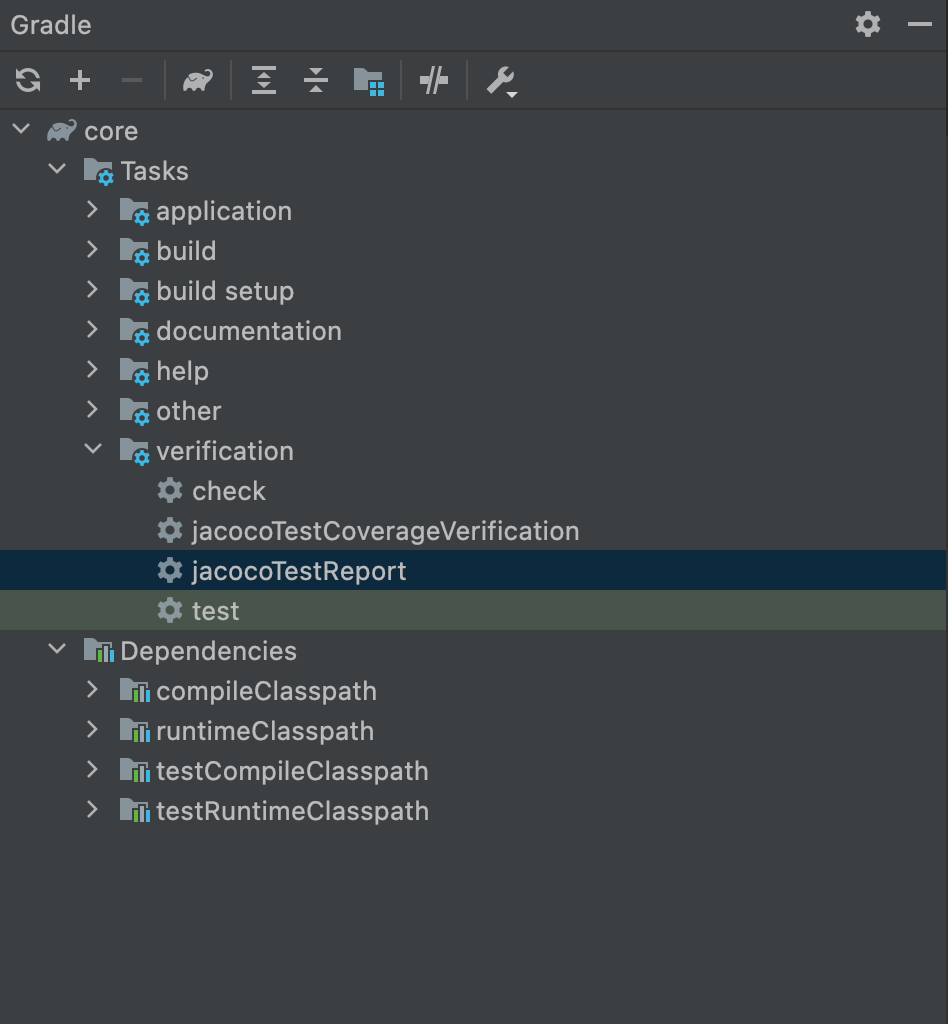 Gradle
core
Tasks
application
build
build setup
documentation
help
other
verification
check
jacocoTestCoverageVerification
jacocoTestReport
test
Dependencies
compileClasspath
runtimeClasspath
testCompileClasspath
testRuntimeClasspath